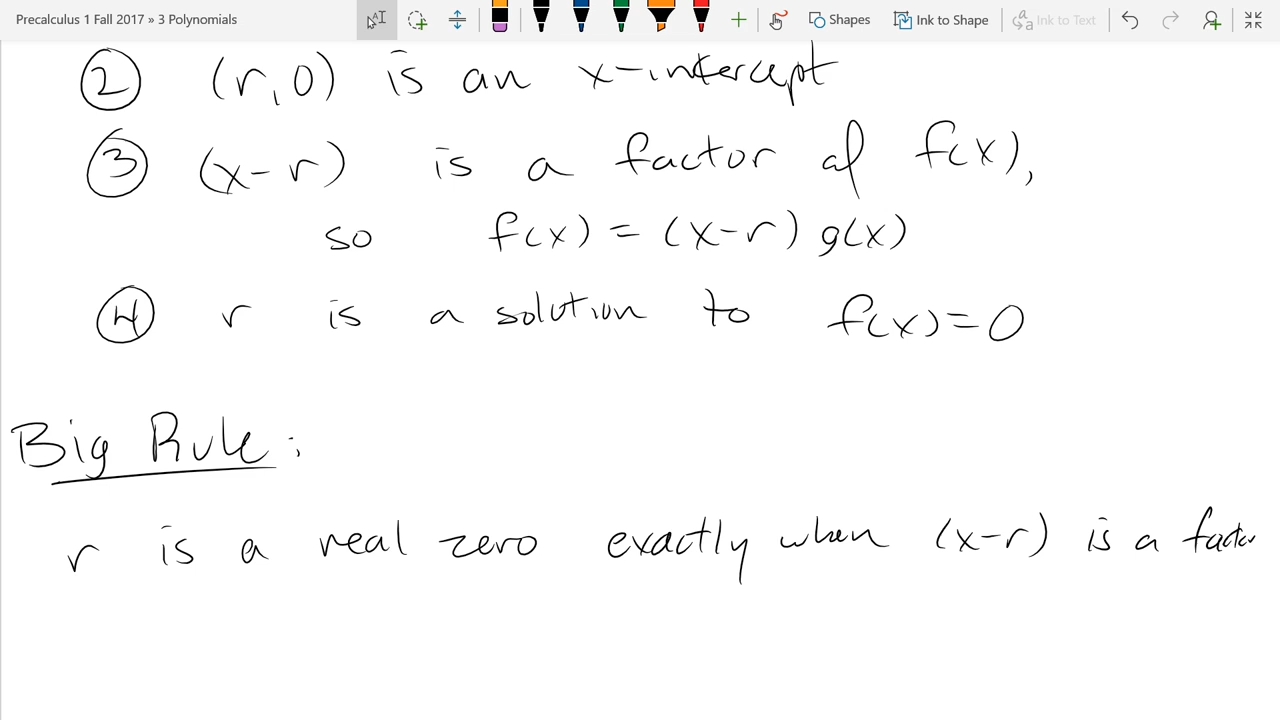 Precalculus 1 Fall 2017 » 3 Polynomials Shapes Ink to Shape Ink to Text
② (r,0) is an x-intercept
③ (x-r) is a factor of f(x),
so f(x) = (x-r) g(x)
④ r is a solution to f(x)=0
Big Rule:
r is a real zero exactly when (x-r) is a factor